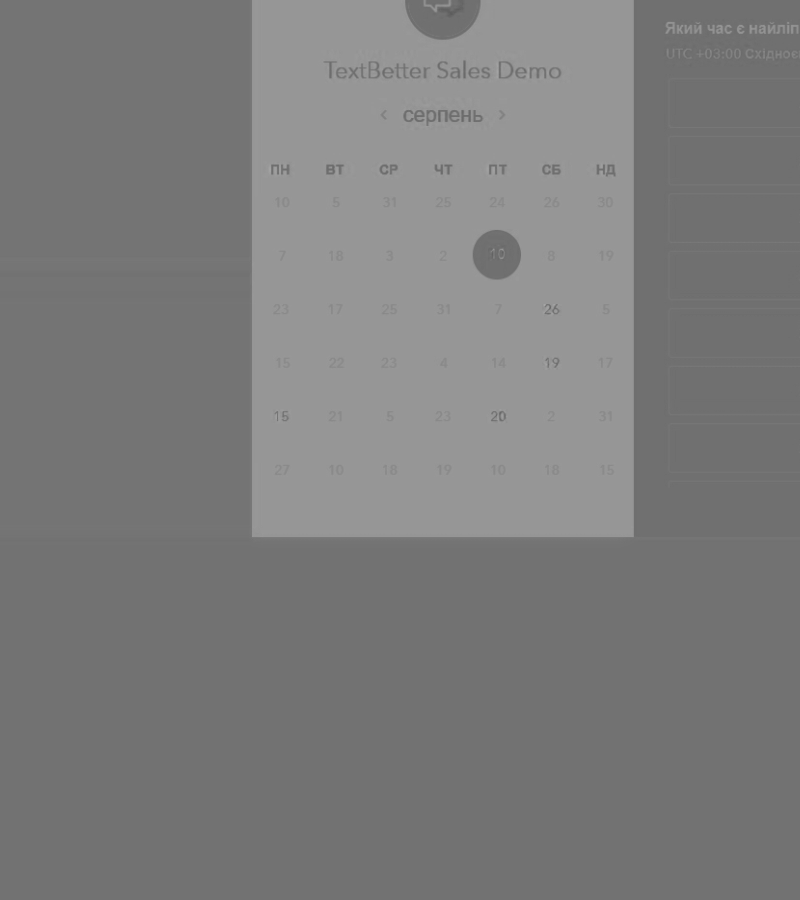 TextBetter Sales Demo
серпень
ПН ВТ СР ЧТ ПТ СБ НД
10 5 31 25 24 26 30
7 18 3 2 10 8 19
23 17 25 31 7 26 5
15 22 23 4 14 19 17
15 21 5 23 20 2 31
27 10 18 19 10 18 15
Який час є найліп
UTC +03:00 Східноє